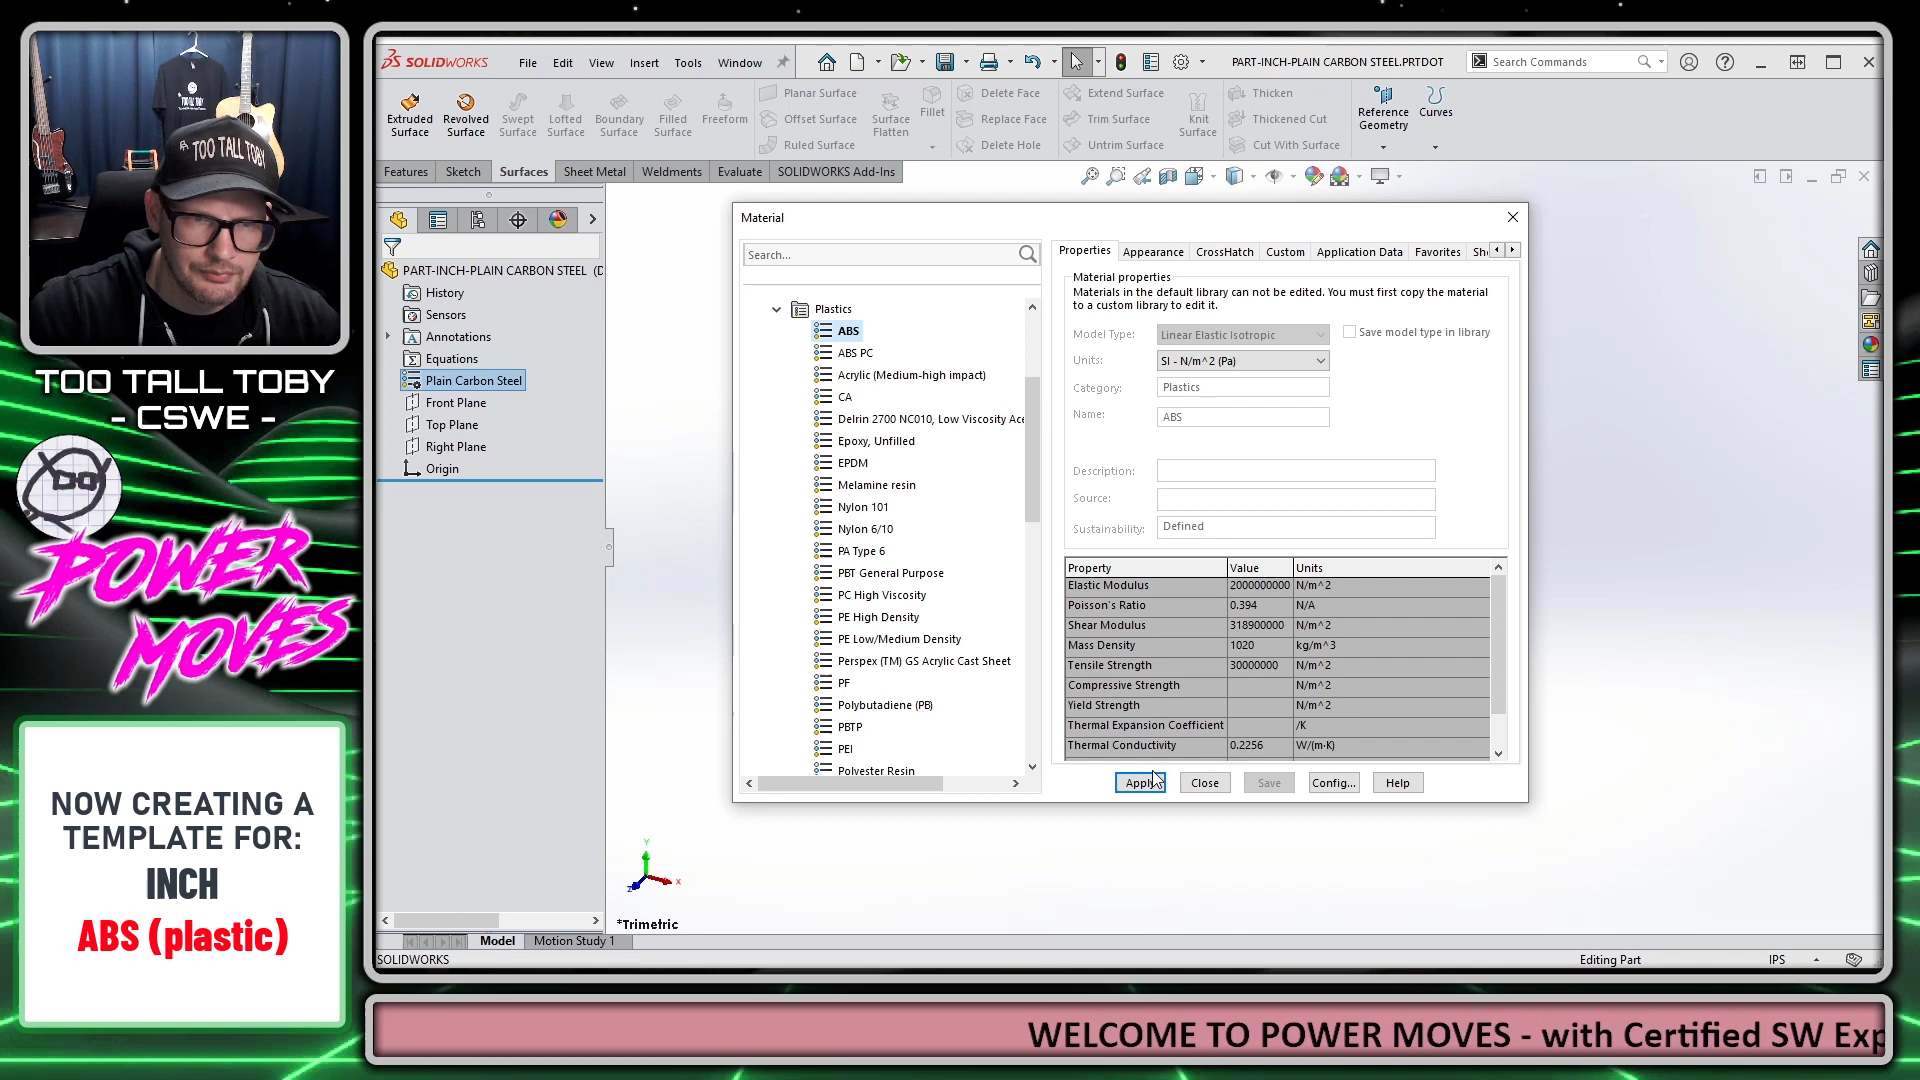 SOLIDWORKS
File Edit View Insert Tools Window
PART-INCH-PLAIN CARBON STEEL.PRTDOT
Search Commands
Extruded Surface
Revolved Surface
Swept Surface
Lofted Surface
Boundary Surface
Filled Surface
Freeform
Planar Surface
Offset Surface
Ruled Surface
Surface Flatten
Fillet
Delete Face
Replace Face
Delete Hole
Extend Surface
Trim Surface
Untrim Surface
Knit Surface
Thicken
Thickened Cut
Cut With Surface
Reference Geometry
Curves
Features Sketch Surfaces Sheet Metal Weldments Evaluate SOLIDWORKS Add-Ins
PART-INCH-PLAIN CARBON STEEL (D
History
Sensors
Annotations
Equations
Plain Carbon Steel
Front Plane
Top Plane
Right Plane
Origin
Material
Search...
Plastics
ABS
ABS PC
Acrylic (Medium-high impact)
CA
Delrin 2700 NC010, Low Viscosity Ace
Epoxy, Unfilled
EPDM
Melamine resin
Nylon 101
Nylon 6/10
PA Type 6
PBT General Purpose
PC High Viscosity
PE High Density
PE Low/Medium Density
Perspex (TM) GS Acrylic Cast Sheet
PF
Polybutadiene (PB)
PBTP
PEI
Polyester Resin
Properties Appearance CrossHatch Custom Application Data Favorites
Material properties
Materials in the default library can not be edited. You must first copy the material
to a custom library to edit it.
Model Type: Linear Elastic Isotropic Save model type in library
Units: SI - N/m^2 (Pa)
Category: Plastics
Name: ABS
Description:
Source:
Sustainability: Defined
Property Value Units
Elastic Modulus 2000000000 N/m^2
Poisson's Ratio 0.394 N/A
Shear Modulus 318900000 N/m^2
Mass Density 1020 kg/m^3
Tensile Strength 30000000 N/m^2
Compressive Strength N/m^2
Yield Strength N/m^2
Thermal Expansion Coefficient /K
Thermal Conductivity 0.2256 W/(m·K)
Apply Close Save Config... Help
Y
X
Z
*Trimetric
Model Motion Study 1
SOLIDWORKS
Editing Part
IPS
TOO TALL TOBY
TOO TALL TOBY
- CSWE -
POWER
MOVES
NOW CREATING A
TEMPLATE FOR:
INCH
ABS (plastic)
WELCOME TO POWER MOVES - with Certified SW Exp